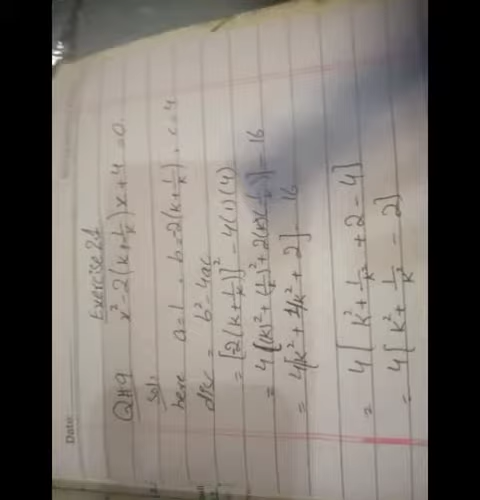 Date:
Exercise 2.1
Q#9 x² - 2(k + 1/k)x + 4 = 0.
Sol:
here a = 1, b = -2(k + 1/k), c = 4
disc = b² - 4ac
= [-2(k + 1/k)]² - 4(1)(4)
= 4[(k)² + (1/k)² + 2(k)(1/k)] - 16
= 4[k² + 1/k² + 2] - 16
= 4[k² + 1/k² + 2 - 4]
= 4[k² + 1/k² - 2]